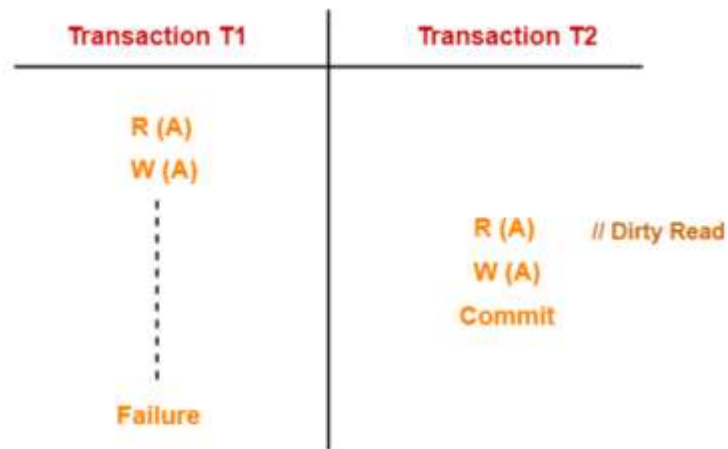 Transaction T1 Transaction T2
R (A)
W (A)
R (A) // Dirty Read
W (A)
Commit
Failure